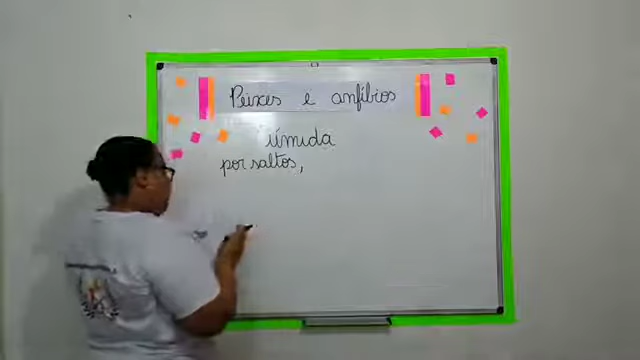 Peixes e anfíbios
úmida
por saltos,